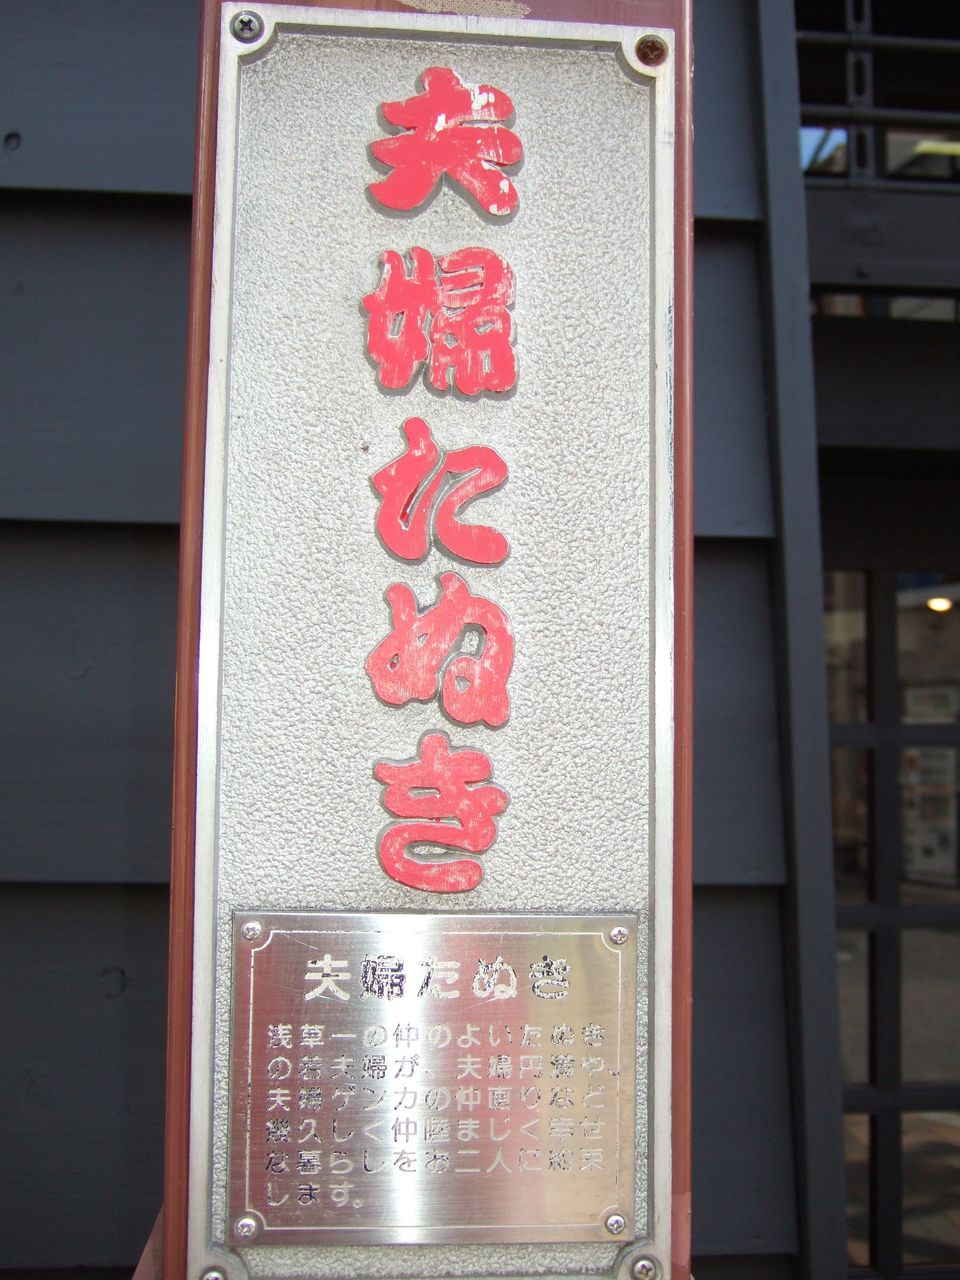 夫婦たぬき
夫婦たぬき
浅草一の仲のよいたぬき
の若夫婦が、夫婦円満や、
夫婦ゲンカの仲直りなど
幾久しく仲睦まじく幸せ
な暮らしをお二人に約束
します。